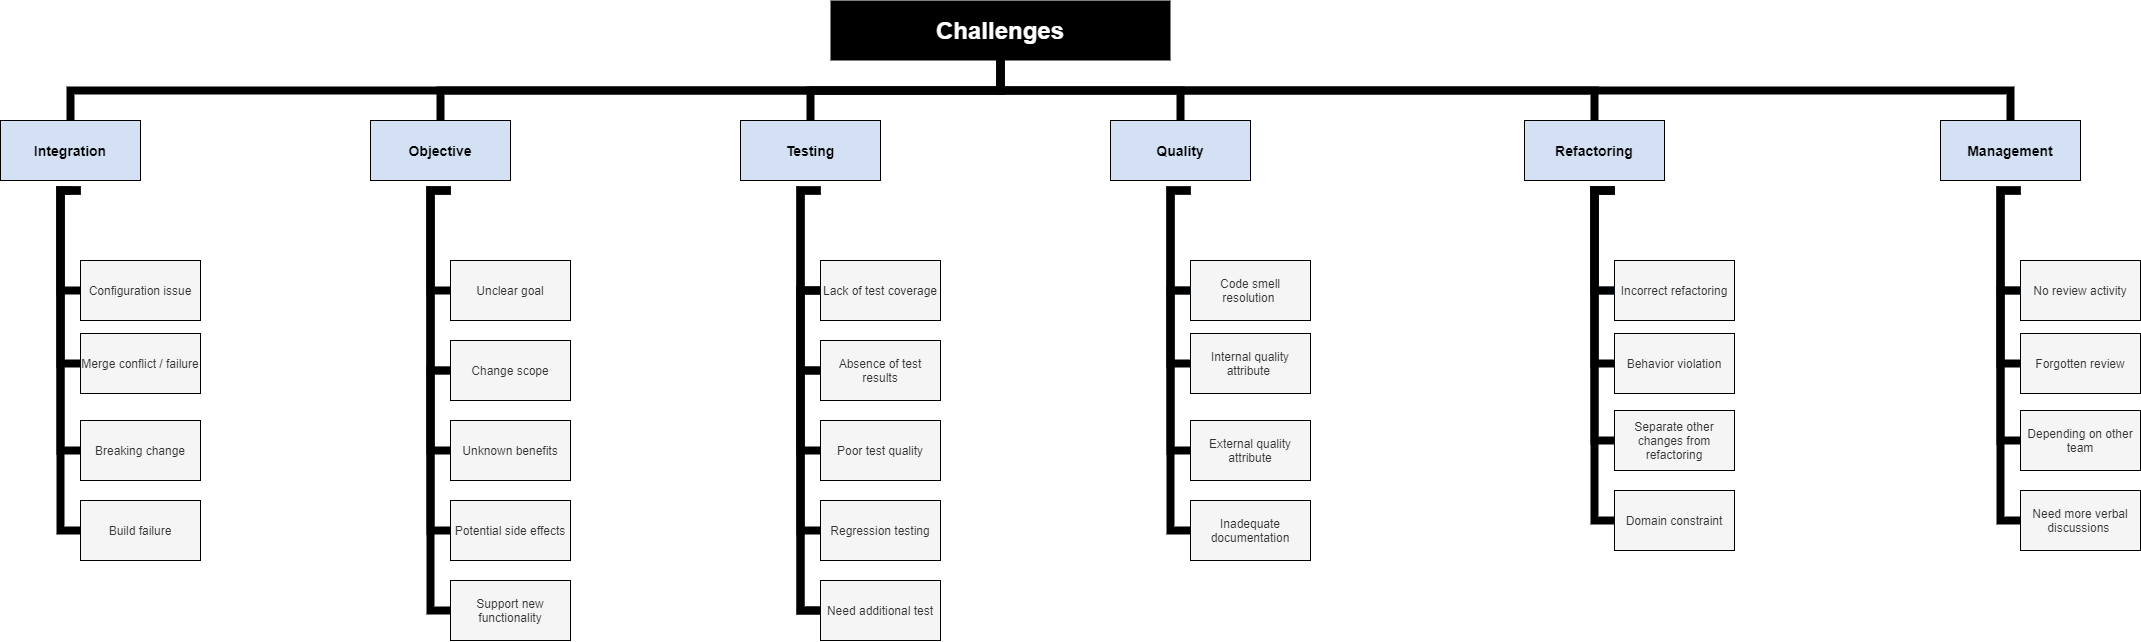 Challenges
Integration
Objective
Testing
Quality
Refactoring
Management
Configuration issue
Merge conflict / failure
Breaking change
Build failure
Unclear goal
Change scope
Unknown benefits
Potential side effects
Support new
functionality
Lack of test coverage
Absence of test
results
Poor test quality
Regression testing
Need additional test
Code smell
resolution
Internal quality
attribute
External quality
attribute
Inadequate
documentation
Incorrect refactoring
Behavior violation
Separate other
changes from
refactoring
Domain constraint
No review activity
Forgotten review
Depending on other
team
Need more verbal
discussions